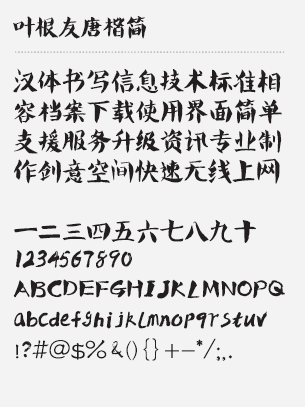 叶根友唐楷简
汉体书写信息技术标准相
容档案下载使用界面简单
支援服务升级资讯专业制
作创意空间快速无线上网
一二三四五六七八九十
1234567890
ABCDEFGHIJKLMNOPQ
abcdefghijklmnopqrstuv
!?#@$%&(){}+-*/;,.